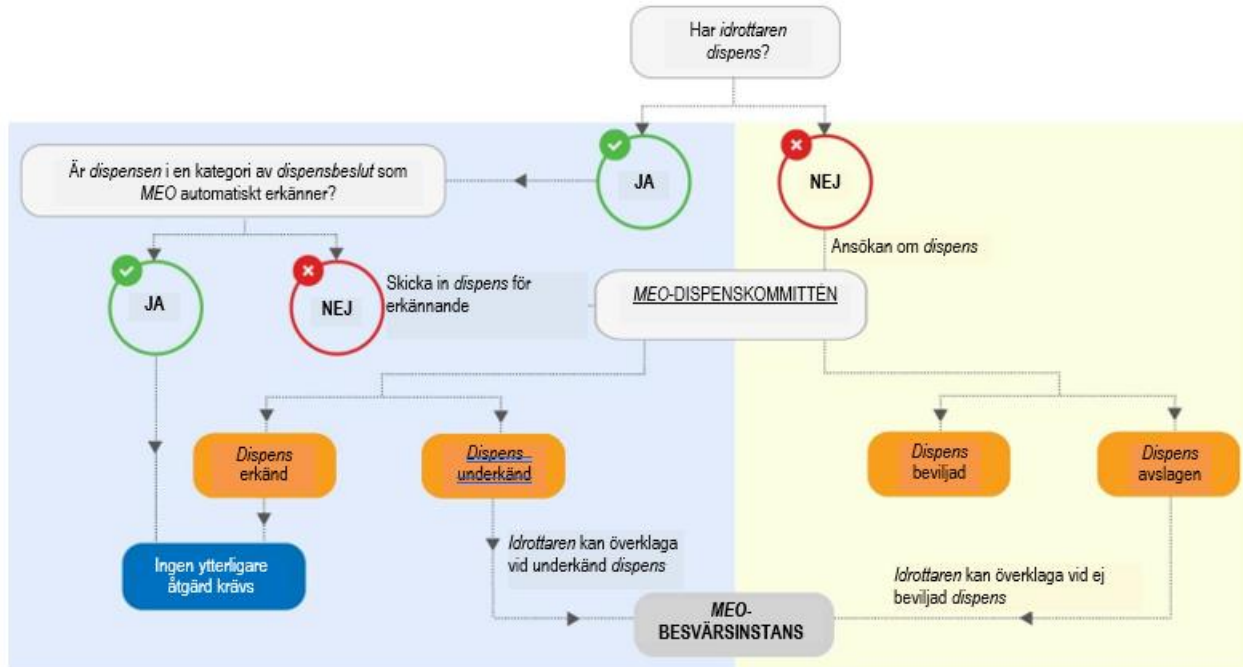 Har idrottaren
dispens?
Är dispensen i en kategori av dispensbeslut som
MEO automatiskt erkänner?
JA
NEJ
Ansökan om dispens
JA
NEJ
Skicka in dispens för
erkännande
MEO-DISPENSKOMMITTÉN
Dispens
erkänd
Dispens
underkänd
Dispens
beviljad
Dispens
avslagen
Ingen ytterligare
åtgärd krävs
Idrottaren kan överklaga
vid underkänd dispens
Idrottaren kan överklaga vid ej
beviljad dispens
MEO-
BESVÄRSINSTANS